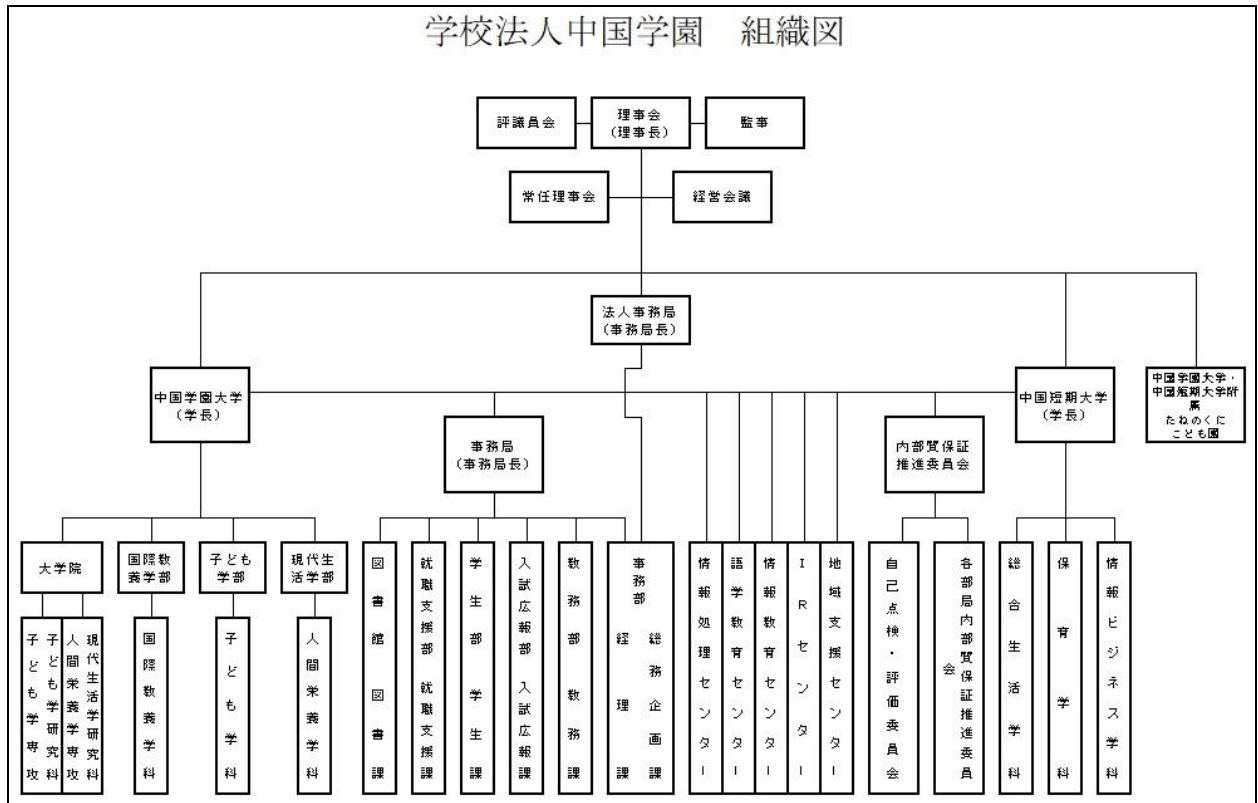 学校法人中国学園　組織図
評議員会
理事会
(理事長)
監事
常任理事会
経営会議
法人事務局
(事務局長)
中国学園大学
(学長)
中国短期大学
(学長)
中国学園大学・
中国短期大学附
属
たねのくに
こども園
事務局
(事務局長)
内部質保証
推進委員会
大学院
国際教
養学部
子ども
学部
現代生
活学部
子ども学研究科
子ども学専攻
現代生活学研究科
人間栄養学専攻
国際教養学科
子ども学科
人間栄養学科
図書館　図書課
就職支援部　就職支援課
学生部　学生課
入試広報部　入試広報課
教務部　教務課
事務部
総務企画課
経理課
情報処理センター
語学教育センター
情報教育センター
ＩＲセンター
地域支援センター
自己点検・評価委員会
各部局内部質保証推進委員
会
総合生活学科
保育学科
情報ビジネス学科